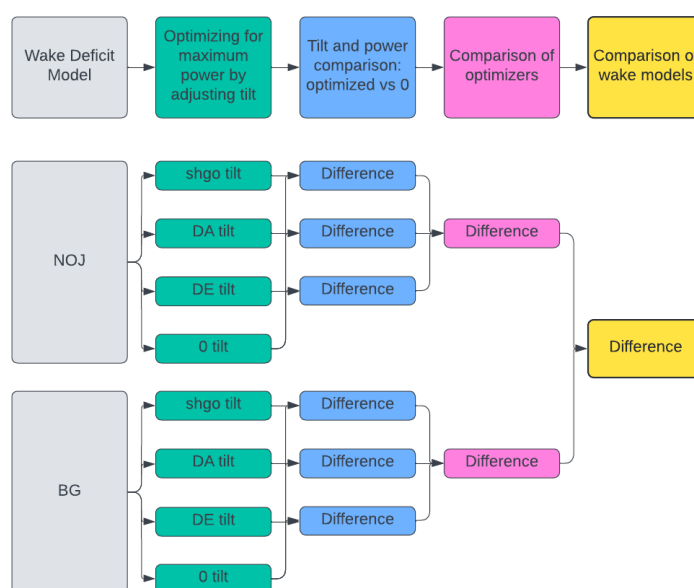 Wake Deficit
Model
Optimizing for
maximum
power by
adjusting tilt
Tilt and power
comparison:
optimized vs 0
Comparison of
optimizers
Comparison o
wake models
NOJ
shgo tilt
DA tilt
DE tilt
0 tilt
Difference
Difference
Difference
Difference
Difference
BG
shgo tilt
DA tilt
DE tilt
0 tilt
Difference
Difference
Difference
Difference